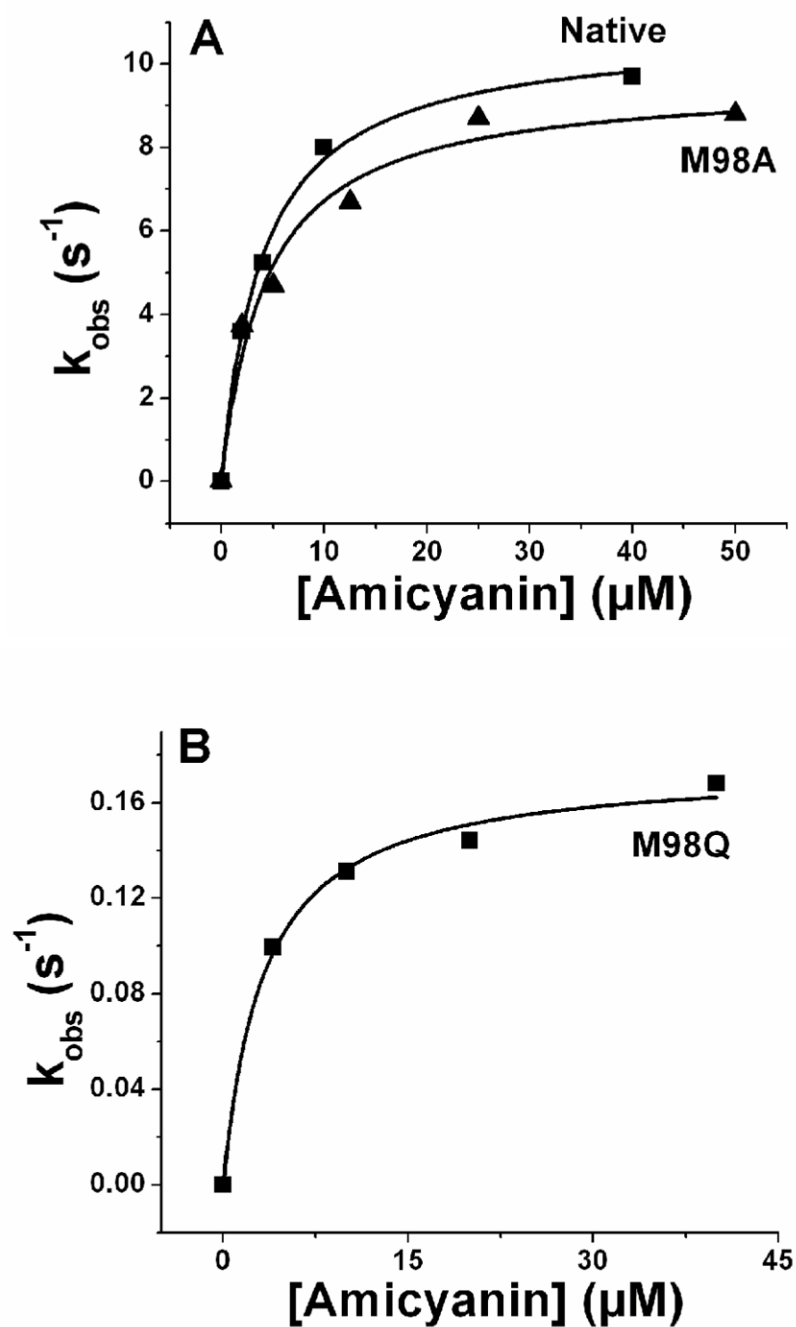 A
Native
M98A
10
8
6
4
2
0
k_obs (s^-1)
0 10 20 30 40 50
[Amicyanin] (µM)
B
M98Q
0.16
0.12
0.08
0.04
0.00
k_obs (s^-1)
0 15 30 45
[Amicyanin] (µM)